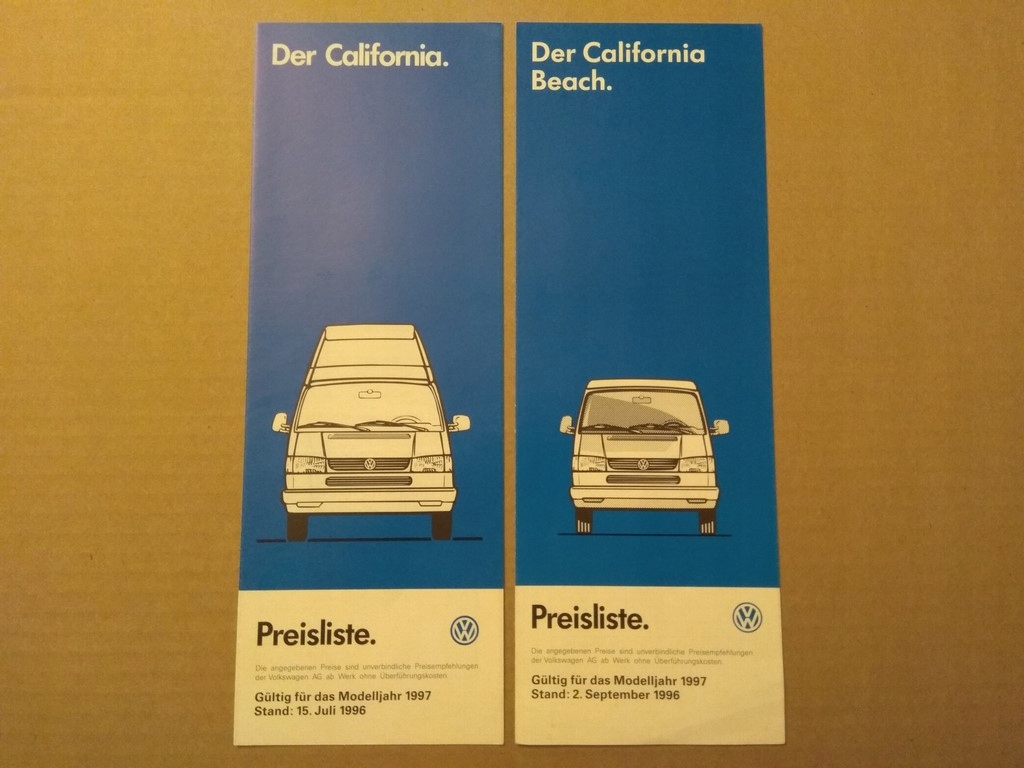 Der California.
Preisliste.
Die angegebenen Preise sind unverbindliche Preisempfehlungen
der Volkswagen AG ab Werk ohne Überführungskosten.
Gültig für das Modelljahr 1997
Stand: 15. Juli 1996
Der California
Beach.
Preisliste.
Die angegebenen Preise sind unverbindliche Preisempfehlungen
der Volkswagen AG ab Werk ohne Überführungskosten.
Gültig für das Modelljahr 1997
Stand: 2. September 1996